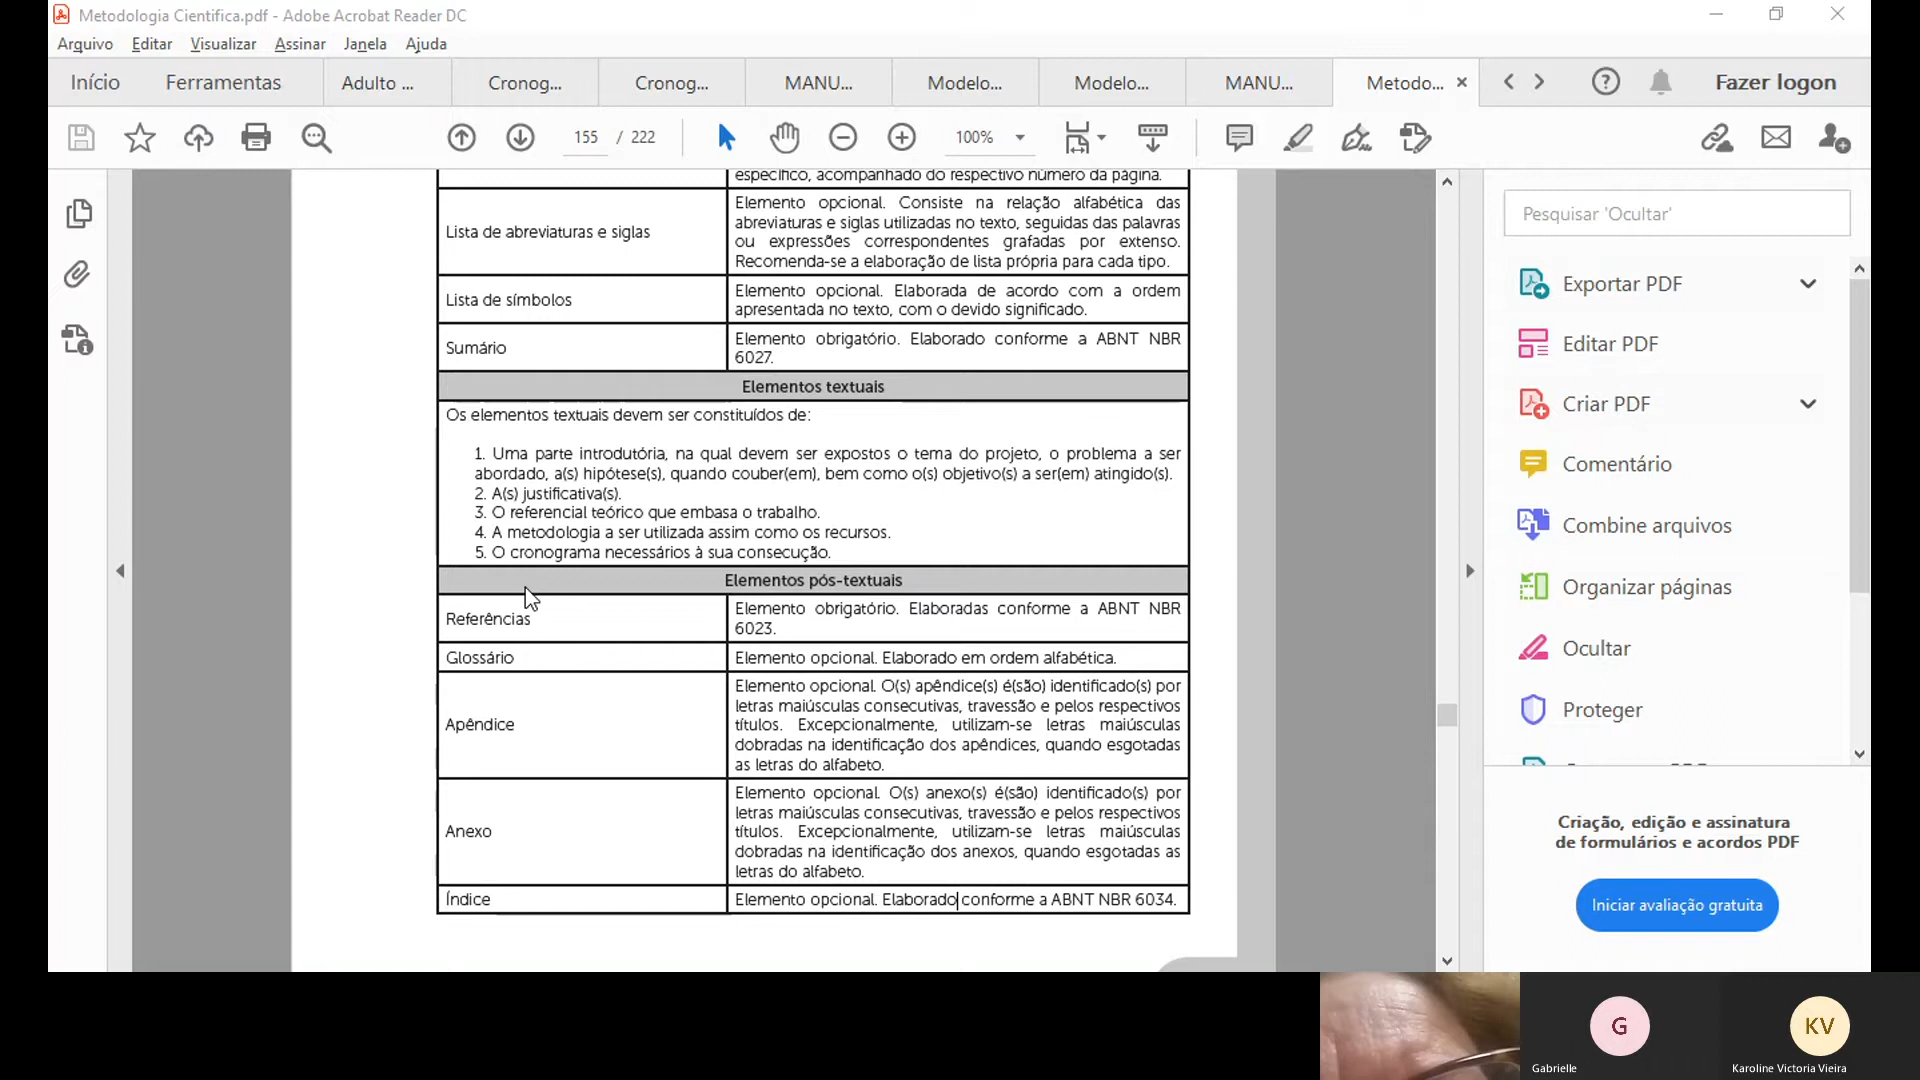 Metodologia Cientifica.pdf - Adobe Acrobat Reader DC
Arquivo Editar Visualizar Assinar Janela Ajuda
Início Ferramentas Adulto ... Cronog... Cronog... MANU... Modelo... Modelo... MANU... Metodo... Fazer logon
155 / 222 100%
específico, acompanhado do respectivo número da página.
Lista de abreviaturas e siglas
Elemento opcional. Consiste na relação alfabética das
abreviaturas e siglas utilizadas no texto, seguidas das palavras
ou expressões correspondentes grafadas por extenso.
Recomenda-se a elaboração de lista própria para cada tipo.
Lista de símbolos
Elemento opcional. Elaborada de acordo com a ordem
apresentada no texto, com o devido significado.
Sumário
Elemento obrigatório. Elaborado conforme a ABNT NBR
6027.
Elementos textuais
Os elementos textuais devem ser constituídos de:
1. Uma parte introdutória, na qual devem ser expostos o tema do projeto, o problema a ser
abordado, a(s) hipótese(s), quando couber(em), bem como o(s) objetivo(s) a ser(em) atingido(s).
2. A(s) justificativa(s).
3. O referencial teórico que embasa o trabalho.
4. A metodologia a ser utilizada assim como os recursos.
5. O cronograma necessários à sua consecução.
Elementos pós-textuais
Referências
Elemento obrigatório. Elaboradas conforme a ABNT NBR
6023.
Glossário
Elemento opcional. Elaborado em ordem alfabética.
Apêndice
Elemento opcional. O(s) apêndice(s) é(são) identificado(s) por
letras maiúsculas consecutivas, travessão e pelos respectivos
títulos. Excepcionalmente, utilizam-se letras maiúsculas
dobradas na identificação dos apêndices, quando esgotadas
as letras do alfabeto.
Anexo
Elemento opcional. O(s) anexo(s) é(são) identificado(s) por
letras maiúsculas consecutivas, travessão e pelos respectivos
títulos. Excepcionalmente, utilizam-se letras maiúsculas
dobradas na identificação dos anexos, quando esgotadas as
letras do alfabeto.
Índice
Elemento opcional. Elaborado conforme a ABNT NBR 6034.
Pesquisar 'Ocultar'
Exportar PDF
Editar PDF
Criar PDF
Comentário
Combine arquivos
Organizar páginas
Ocultar
Proteger
Criação, edição e assinatura
de formulários e acordos PDF
Iniciar avaliação gratuita
G
Gabrielle
KV
Karoline Victoria Vieira